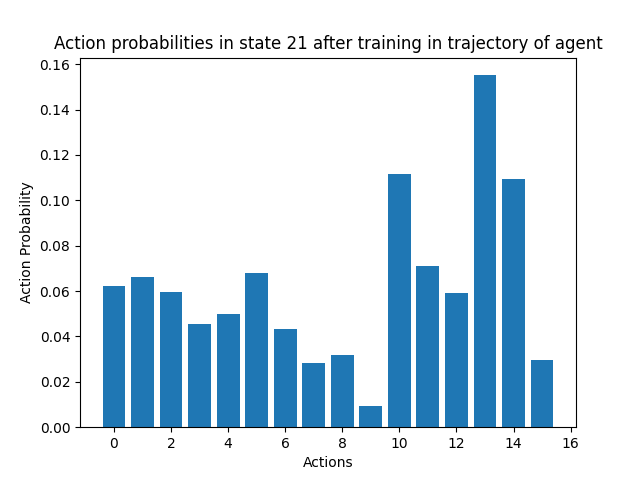 Action probabilities in state 21 after training in trajectory of agent
0.16
0.14
0.12
0.10
0.08
0.06
0.04
0.02
0.00
Action Probability
0 2 4 6 8 10 12 14 16
Actions